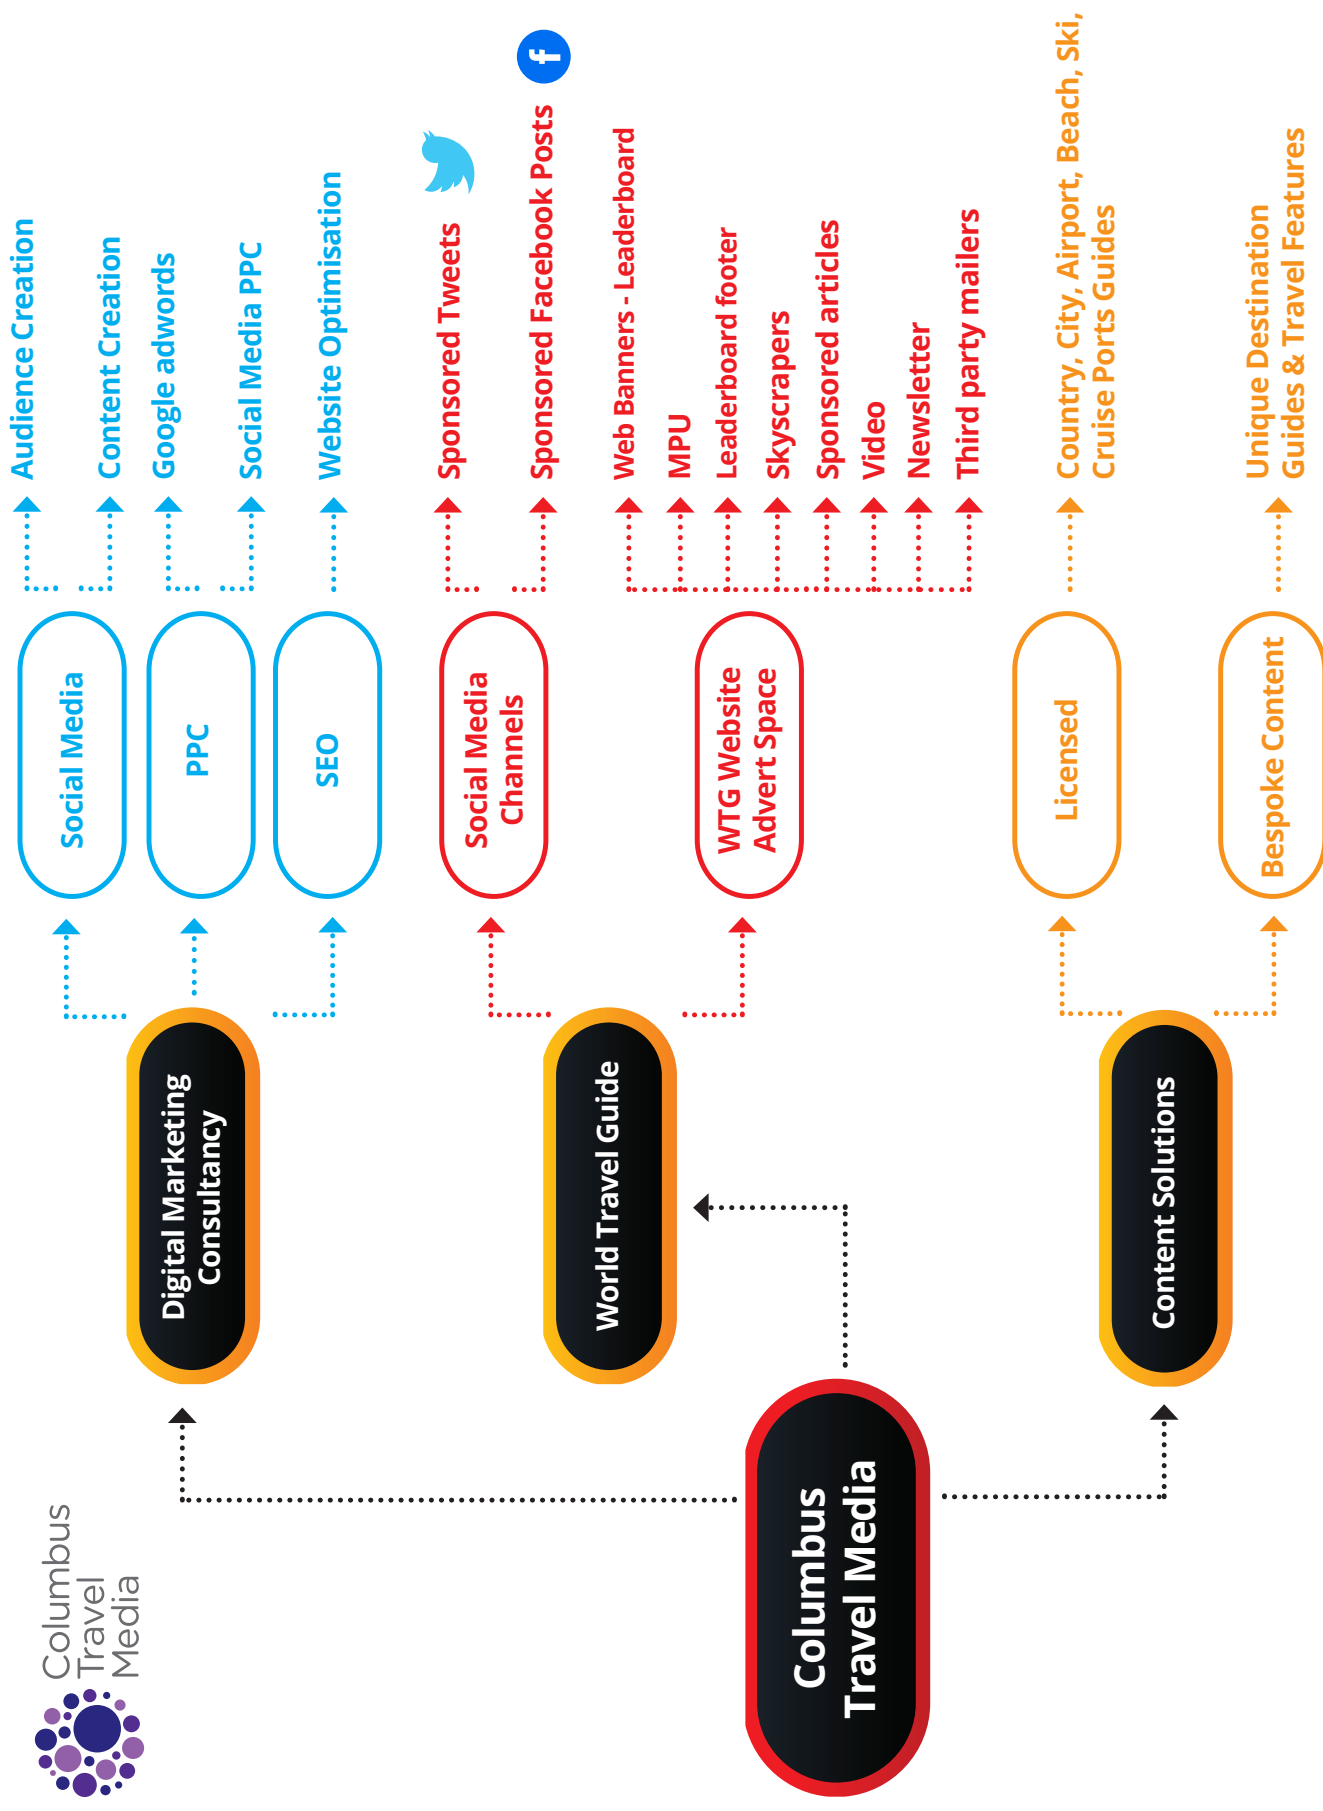 Columbus
Travel
Media
Columbus
Travel Media
Digital Marketing
Consultancy
Social Media
Audience Creation
Content Creation
PPC
Google adwords
Social Media PPC
SEO
Website Optimisation
World Travel Guide
Social Media
Channels
Sponsored Tweets
Sponsored Facebook Posts
f
WTG Website
Advert Space
Web Banners - Leaderboard
MPU
Leaderboard footer
Skyscrapers
Sponsored articles
Video
Newsletter
Third party mailers
Content Solutions
Licensed
Country, City, Airport, Beach, Ski,
Cruise Ports Guides
Bespoke Content
Unique Destination
Guides & Travel Features